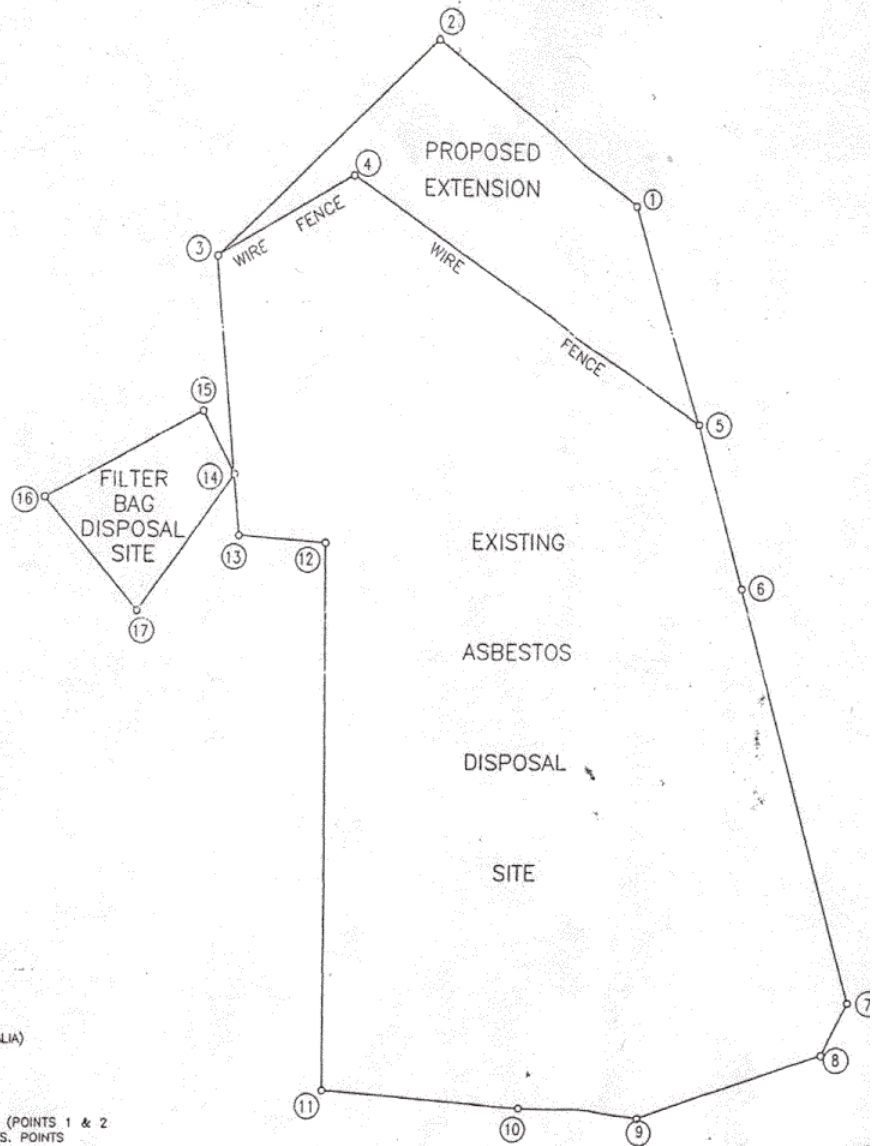 2
PROPOSED
EXTENSION
4
1
WIRE FENCE
3
WIRE
FENCE
15
5
16
FILTER
BAG
DISPOSAL
SITE
14
13
12
EXISTING
17
6
ASBESTOS
DISPOSAL
SITE
7
8
11
10
9
LIA)
(POINTS 1 & 2
S. POINTS